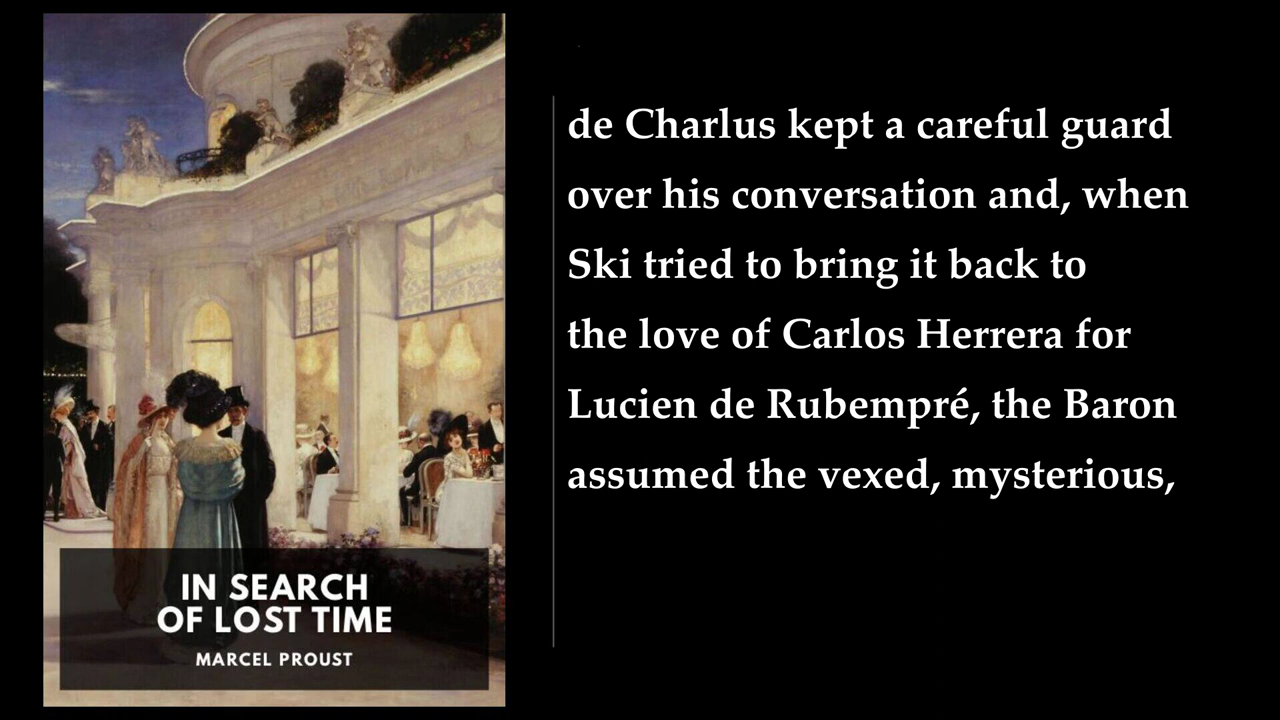 IN SEARCH
OF LOST TIME
MARCEL PROUST
de Charlus kept a careful guard
over his conversation and, when
Ski tried to bring it back to
the love of Carlos Herrera for
Lucien de Rubempré, the Baron
assumed the vexed, mysterious,